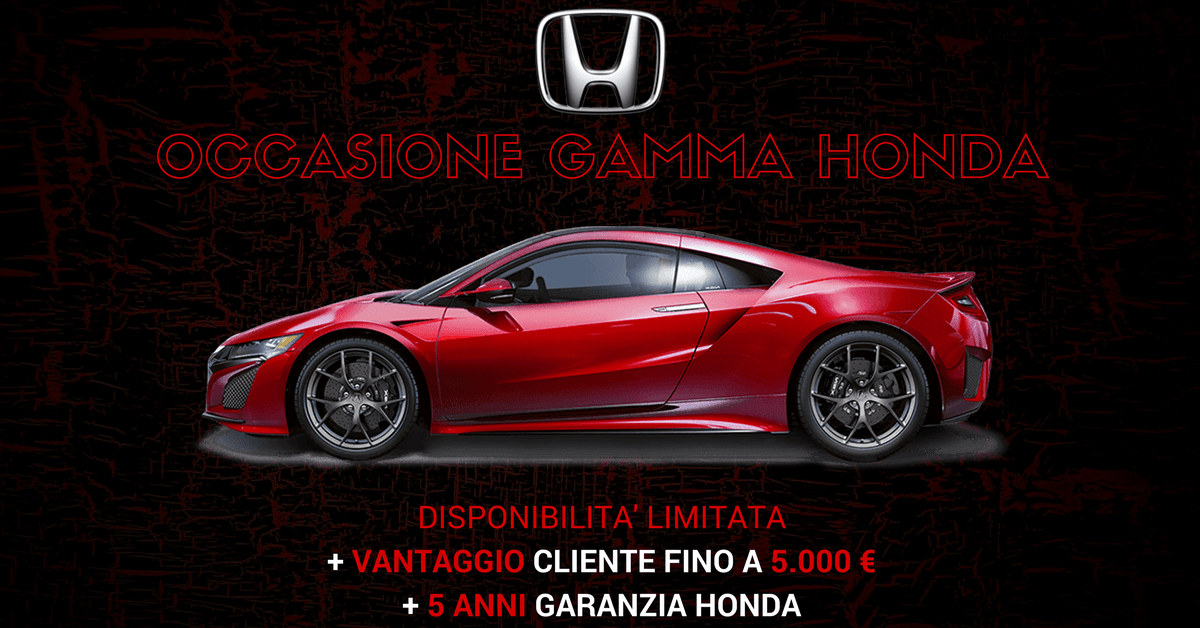 OCCASIONE GAMMA HONDA
DISPONIBILITA' LIMITATA
+ VANTAGGIO CLIENTE FINO A 5.000 €
+ 5 ANNI GARANZIA HONDA